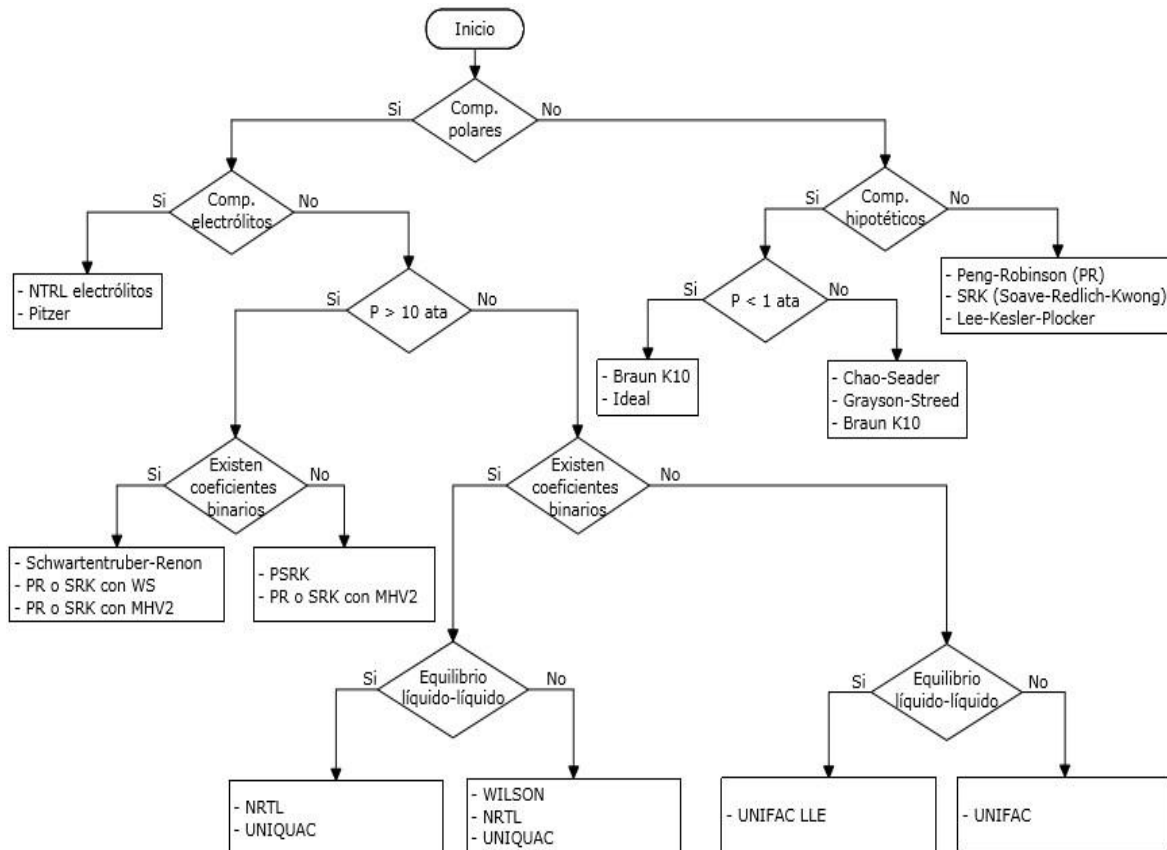 Inicio
Si
Comp.
polares
No
Si
Comp.
electrólitos
No
Comp.
hipotéticos
No
Si
- NTRL electrólitos
- Pitzer
Si
P > 10 ata
No
Si
P < 1 ata
No
- Peng-Robinson (PR)
- SRK (Soave-Redlich-Kwong)
- Lee-Kesler-Plocker
- Braun K10
- Ideal
- Chao-Seader
- Grayson-Streed
- Braun K10
Si
Existen
coeficientes
binarios
No
Si
Existen
coeficientes
binarios
No
- Schwartentruber-Renon
- PR o SRK con WS
- PR o SRK con MHV2
- PSRK
- PR o SRK con MHV2
Si
Equilibrio
líquido-líquido
No
Si
Equilibrio
líquido-líquido
No
- NRTL
- UNIQUAC
- WILSON
- NRTL
- UNIQUAC
- UNIFAC LLE
- UNIFAC